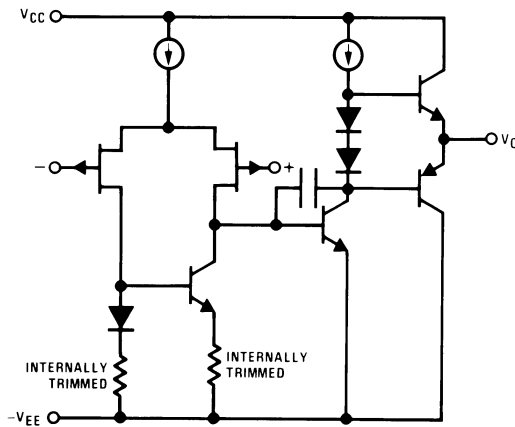 VCC
VO
−
+
INTERNALLY
TRIMMED
INTERNALLY
TRIMMED
-VEE